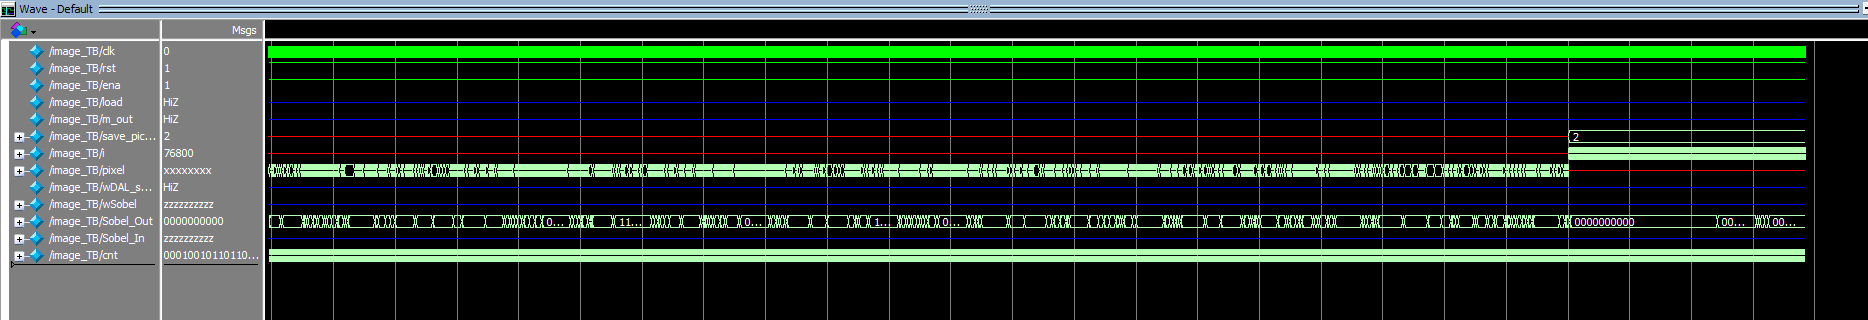 Wave - Default
Msgs
/image_TB/clk 0
/image_TB/rst 1
/image_TB/ena 1
/image_TB/load HiZ
/image_TB/m_out HiZ
/image_TB/save_pic... 2 2
/image_TB/i 76800
/image_TB/pixel xxxxxxxx
/image_TB/wDAL_s... HiZ
/image_TB/wSobel zzzzzzzzzz
/image_TB/Sobel_Out 0000000000 0... 11... 0... 1... 0... 0000000000 00... 00...
/image_TB/Sobel_In zzzzzzzzzz
/image_TB/cnt 00010010110110...